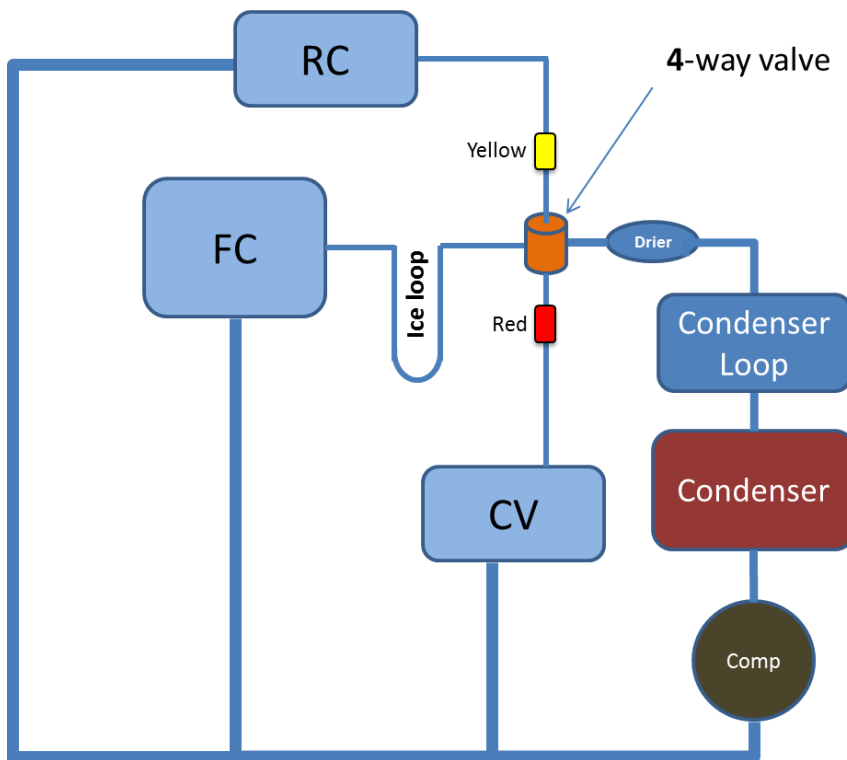 RC
4-way valve
Yellow
FC
Ice loop
Drier
Red
Condenser
Loop
CV
Condenser
Comp